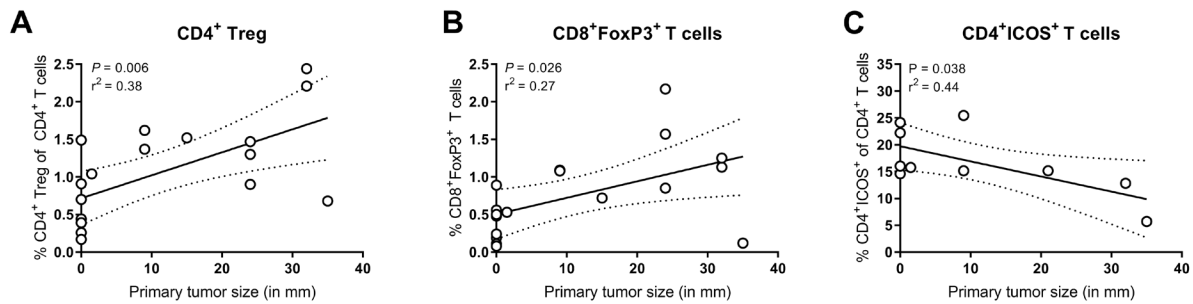 A
CD4⁺ Treg
P = 0.006
r² = 0.38
% CD4⁺ Treg of CD4⁺ T cells
2.5
2.0
1.5
1.0
0.5
0.0
0 10 20 30 40
Primary tumor size (in mm)
B
CD8⁺FoxP3⁺ T cells
P = 0.026
r² = 0.27
% CD8⁺FoxP3⁺ T cells
2.5
2.0
1.5
1.0
0.5
0.0
0 10 20 30 40
Primary tumor size (in mm)
C
CD4⁺ICOS⁺ T cells
P = 0.038
r² = 0.44
% CD4⁺ICOS⁺ of CD4⁺ T cells
35
30
25
20
15
10
5
0
0 10 20 30 40
Primary tumor size (in mm)